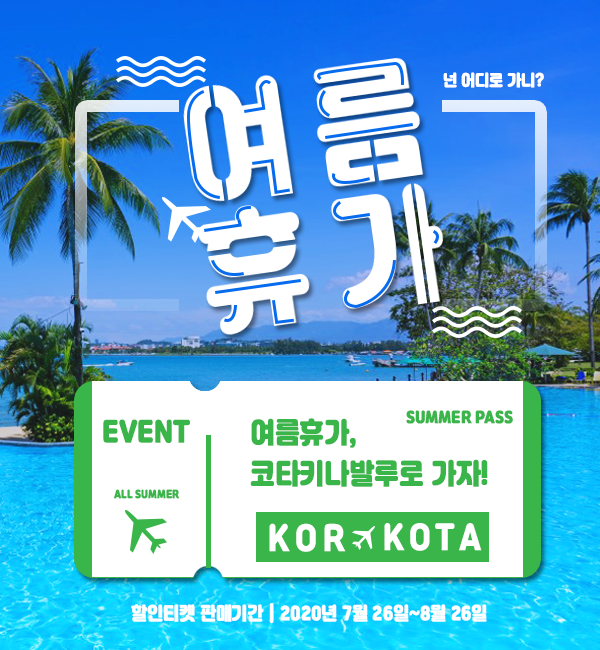 넌 어디로 가니?
여름
휴가
EVENT
ALL SUMMER
SUMMER PASS
여름휴가,
코타키나발루로 가자!
KOR KOTA
할인티켓 판매기간 | 2020년 7월 26일~8월 26일